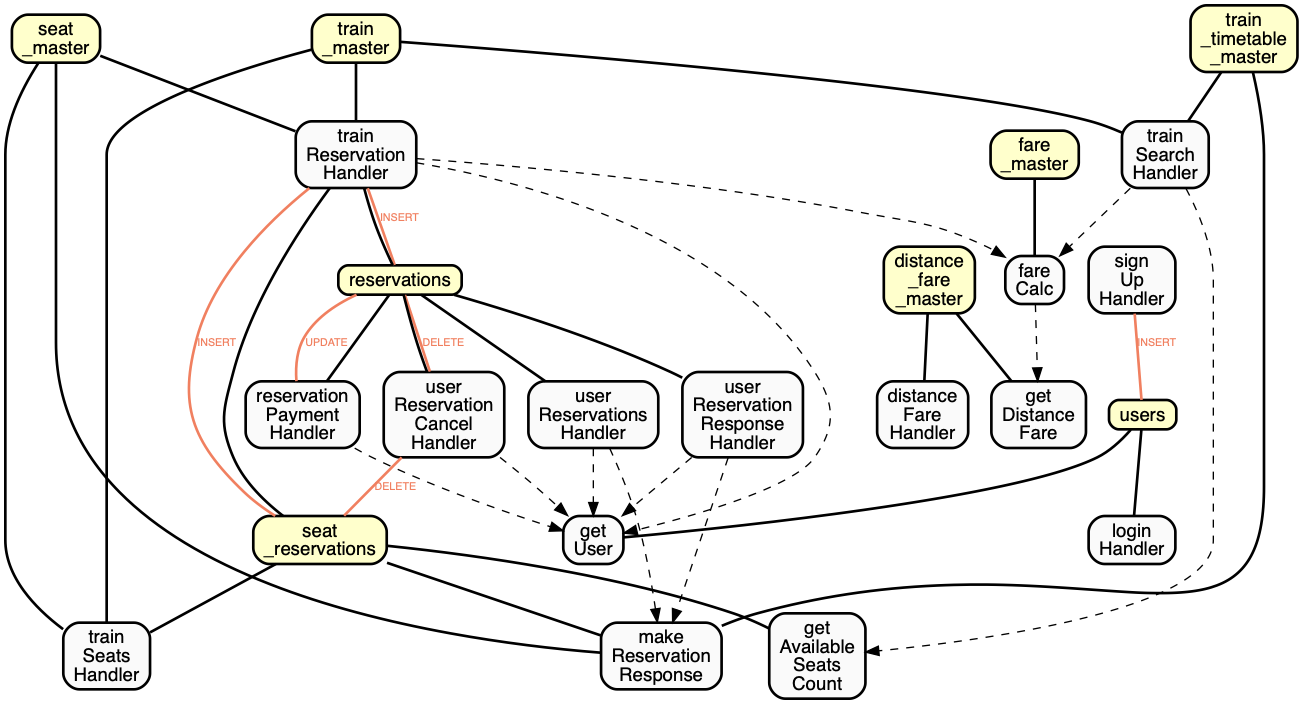 seat
_master
train
_master
train
_timetable
_master
train
Reservation
Handler
fare
_master
train
Search
Handler
INSERT
reservations
distance
_fare
_master
fare
Calc
sign
Up
Handler
INSERT
UPDATE
DELETE
INSERT
reservation
Payment
Handler
user
Reservation
Cancel
Handler
user
Reservations
Handler
user
Reservation
Response
Handler
distance
Fare
Handler
get
Distance
Fare
users
DELETE
seat
_reservations
get
User
login
Handler
train
Seats
Handler
make
Reservation
Response
get
Available
Seats
Count